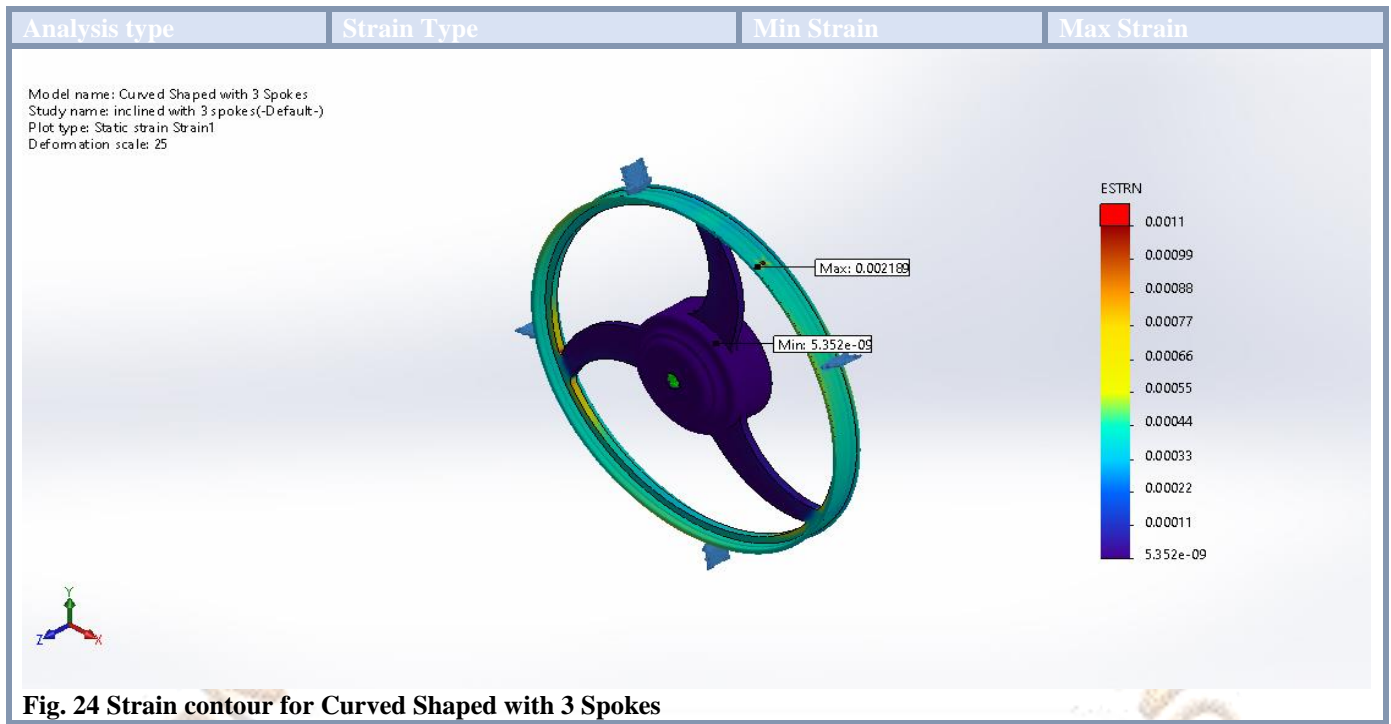 Analysis type Strain Type Min Strain Max Strain
Model name: Curved Shaped with 3 Spokes
Study name: inclined with 3 spokes(-Default-)
Plot type: Static strain Strain1
Deformation scale: 25
ESTRN
0.0011
0.00099
0.00088
0.00077
0.00066
0.00055
0.00044
0.00033
0.00022
0.00011
5.352e-09
Max: 0.002189
Min: 5.352e-09
Y
Z
X
Fig. 24 Strain contour for Curved Shaped with 3 Spokes